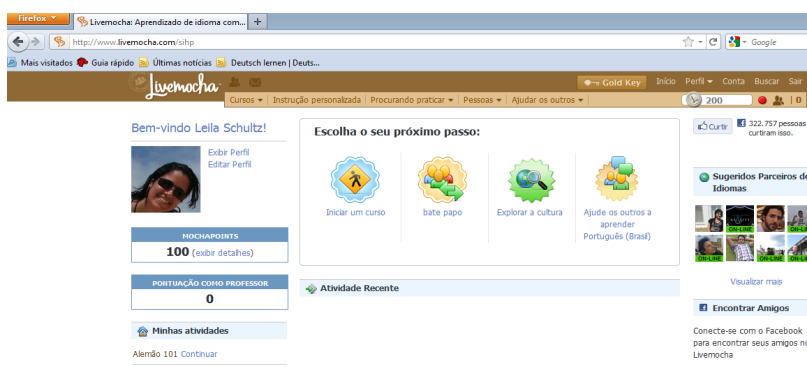 Firefox
Livemocha: Aprendizado de idioma com...
http://www.livemocha.com/sihp
Google
Mais visitados Guia rápido Últimas notícias Deutsch lernen | Deuts...
livemocha
Gold Key Início Perfil Conta Buscar Sair
Cursos Instrução personalizada Procurando praticar Pessoas Ajudar os outros
200 0
Bem-vindo Leila Schultz!
Exibir Perfil
Editar Perfil
MOCHAPOINTS
100 (exibir detalhes)
PONTUAÇÃO COMO PROFESSOR
0
Minhas atividades
Alemão 101 Continuar
Escolha o seu próximo passo:
Iniciar um curso
bate papo
Explorar a cultura
Ajude os outros a
aprender
Português (Brasil)
Atividade Recente
Curtir
322.757 pessoas
curtiram isso.
Sugeridos Parceiros de
Idiomas
ON-LINE
ON-LINE ON-LINE
Visualizar mais
Encontrar Amigos
Conecte-se com o Facebook
para encontrar seus amigos no
Livemocha